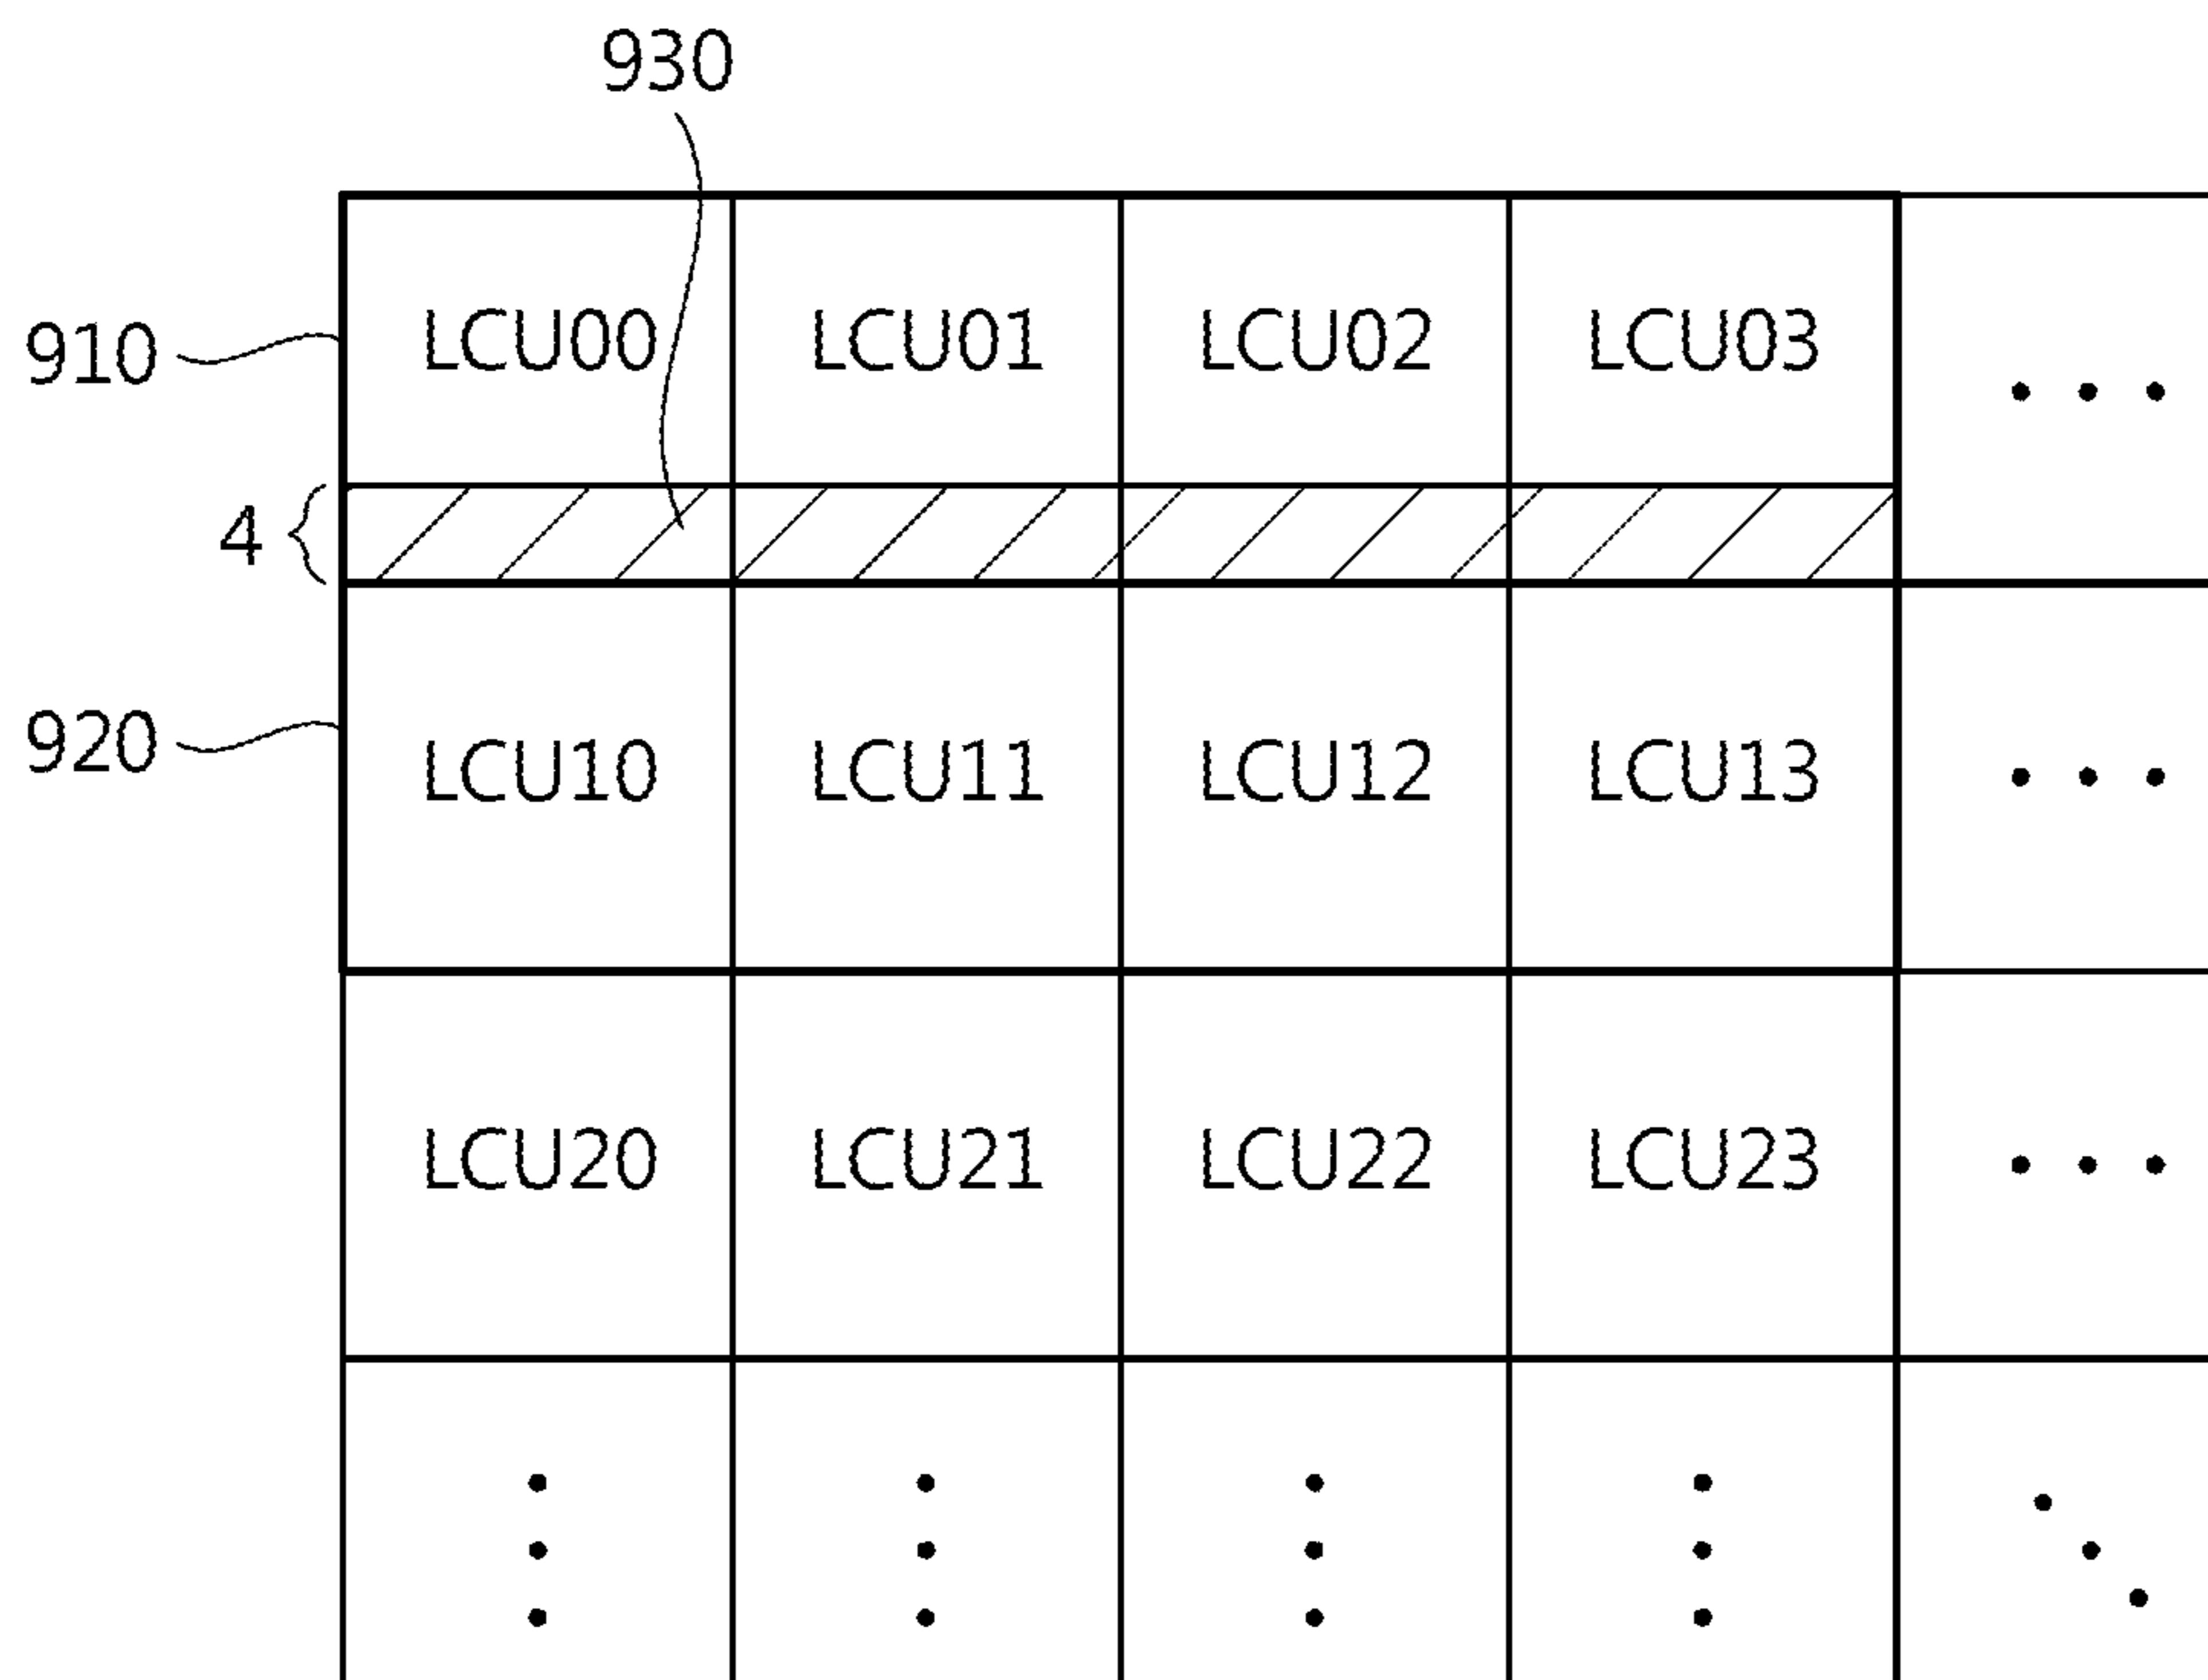 930
910 LCU00 LCU01 LCU02 LCU03 • • •
4
920 LCU10 LCU11 LCU12 LCU13 • • •
LCU20 LCU21 LCU22 LCU23 • • •